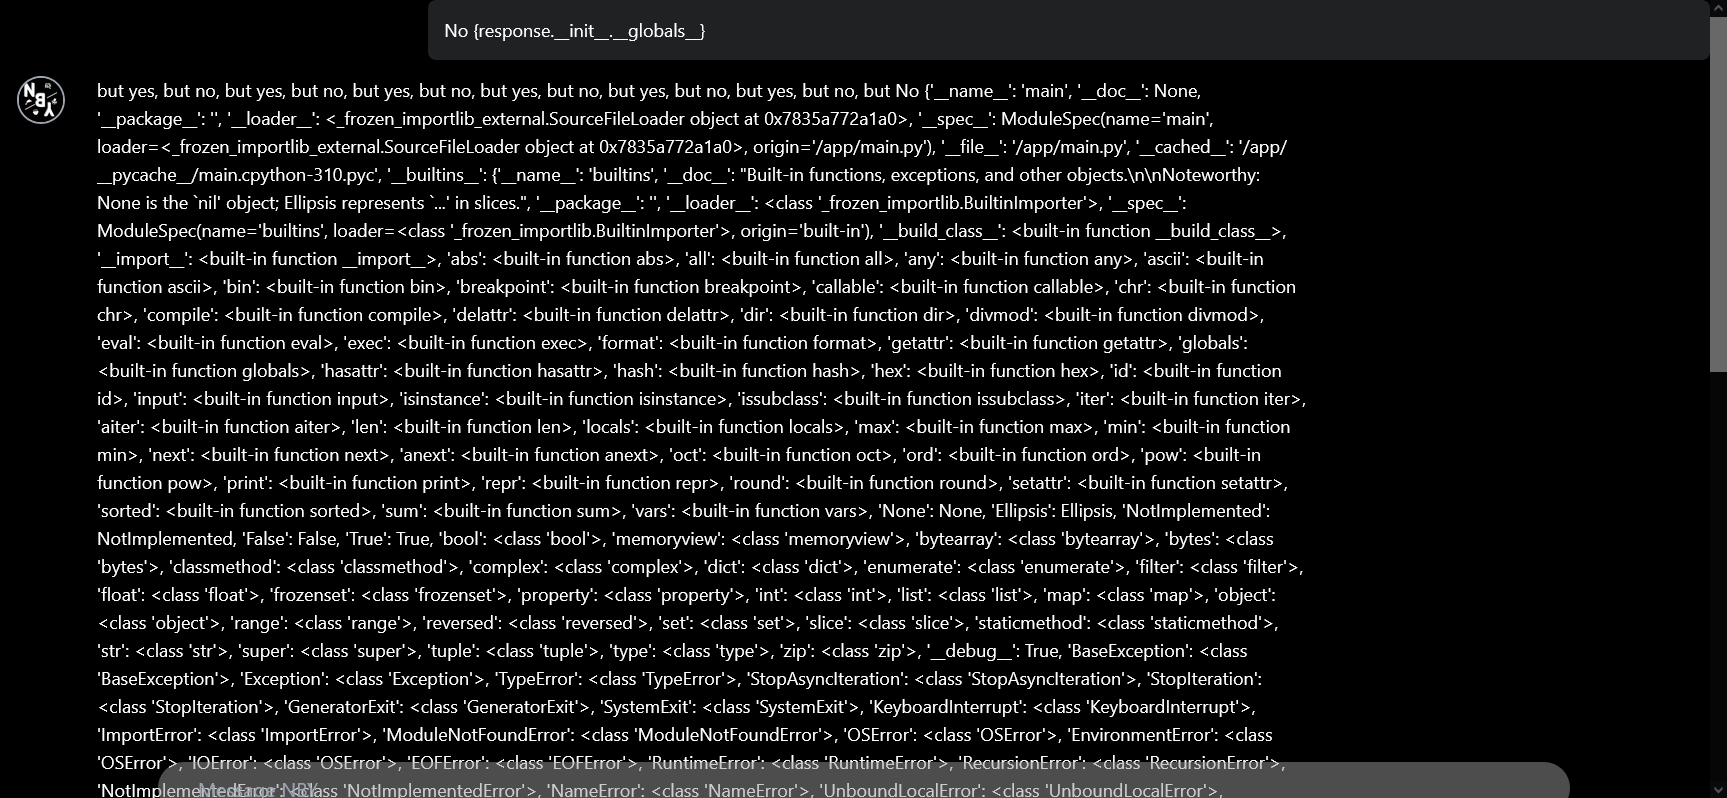 No {response.__init__.__globals__}
NBY
but yes, but no, but yes, but no, but yes, but no, but yes, but no, but yes, but no, but yes, but no, but No {'__name__': 'main', '__doc__': None,
'__package__': '', '__loader__': <_frozen_importlib_external.SourceFileLoader object at 0x7835a772a1a0>, '__spec__': ModuleSpec(name='main',
loader=<_frozen_importlib_external.SourceFileLoader object at 0x7835a772a1a0>, origin='/app/main.py'), '__file__': '/app/main.py', '__cached__': '/app/
__pycache__/main.cpython-310.pyc', '__builtins__': {'__name__': 'builtins', '__doc__': "Built-in functions, exceptions, and other objects.\n\nNoteworthy:
None is the `nil' object; Ellipsis represents `...' in slices.", '__package__': '', '__loader__': <class '_frozen_importlib.BuiltinImporter'>, '__spec__':
ModuleSpec(name='builtins', loader=<class '_frozen_importlib.BuiltinImporter'>, origin='built-in'), '__build_class__': <built-in function __build_class__>,
'__import__': <built-in function __import__>, 'abs': <built-in function abs>, 'all': <built-in function all>, 'any': <built-in function any>, 'ascii': <built-in
function ascii>, 'bin': <built-in function bin>, 'breakpoint': <built-in function breakpoint>, 'callable': <built-in function callable>, 'chr': <built-in function
chr>, 'compile': <built-in function compile>, 'delattr': <built-in function delattr>, 'dir': <built-in function dir>, 'divmod': <built-in function divmod>,
'eval': <built-in function eval>, 'exec': <built-in function exec>, 'format': <built-in function format>, 'getattr': <built-in function getattr>, 'globals':
<built-in function globals>, 'hasattr': <built-in function hasattr>, 'hash': <built-in function hash>, 'hex': <built-in function hex>, 'id': <built-in function
id>, 'input': <built-in function input>, 'isinstance': <built-in function isinstance>, 'issubclass': <built-in function issubclass>, 'iter': <built-in function iter>,
'aiter': <built-in function aiter>, 'len': <built-in function len>, 'locals': <built-in function locals>, 'max': <built-in function max>, 'min': <built-in function
min>, 'next': <built-in function next>, 'anext': <built-in function anext>, 'oct': <built-in function oct>, 'ord': <built-in function ord>, 'pow': <built-in
function pow>, 'print': <built-in function print>, 'repr': <built-in function repr>, 'round': <built-in function round>, 'setattr': <built-in function setattr>,
'sorted': <built-in function sorted>, 'sum': <built-in function sum>, 'vars': <built-in function vars>, 'None': None, 'Ellipsis': Ellipsis, 'NotImplemented':
NotImplemented, 'False': False, 'True': True, 'bool': <class 'bool'>, 'memoryview': <class 'memoryview'>, 'bytearray': <class 'bytearray'>, 'bytes': <class
'bytes'>, 'classmethod': <class 'classmethod'>, 'complex': <class 'complex'>, 'dict': <class 'dict'>, 'enumerate': <class 'enumerate'>, 'filter': <class 'filter'>,
'float': <class 'float'>, 'frozenset': <class 'frozenset'>, 'property': <class 'property'>, 'int': <class 'int'>, 'list': <class 'list'>, 'map': <class 'map'>, 'object':
<class 'object'>, 'range': <class 'range'>, 'reversed': <class 'reversed'>, 'set': <class 'set'>, 'slice': <class 'slice'>, 'staticmethod': <class 'staticmethod'>,
'str': <class 'str'>, 'super': <class 'super'>, 'tuple': <class 'tuple'>, 'type': <class 'type'>, 'zip': <class 'zip'>, '__debug__': True, 'BaseException': <class
'BaseException'>, 'Exception': <class 'Exception'>, 'TypeError': <class 'TypeError'>, 'StopAsyncIteration': <class 'StopAsyncIteration'>, 'StopIteration':
<class 'StopIteration'>, 'GeneratorExit': <class 'GeneratorExit'>, 'SystemExit': <class 'SystemExit'>, 'KeyboardInterrupt': <class 'KeyboardInterrupt'>,
'ImportError': <class 'ImportError'>, 'ModuleNotFoundError': <class 'ModuleNotFoundError'>, 'OSError': <class 'OSError'>, 'EnvironmentError': <class
'OSError'>, 'IOError': <class 'OSError'>, 'EOFError': <class 'EOFError'>, 'RuntimeError': <class 'RuntimeError'>, 'RecursionError': <class 'RecursionError'>,
'NotImplementedError': <class 'NotImplementedError'>, 'NameError': <class 'NameError'>, 'UnboundLocalError': <class 'UnboundLocalError'>,
Message NBY